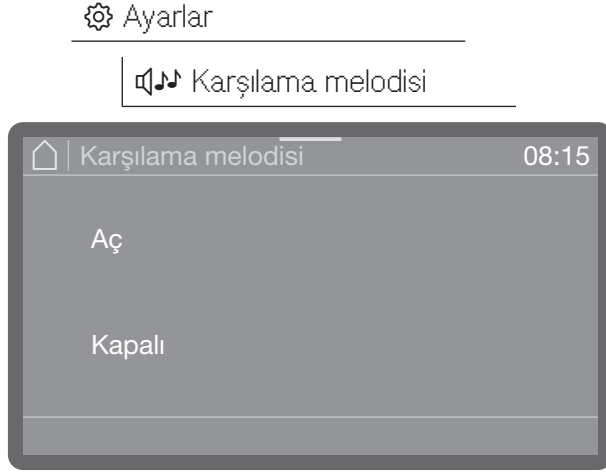 Ayarlar
Karşılama melodisi
Karşılama melodisi 08:15
Aç
Kapalı